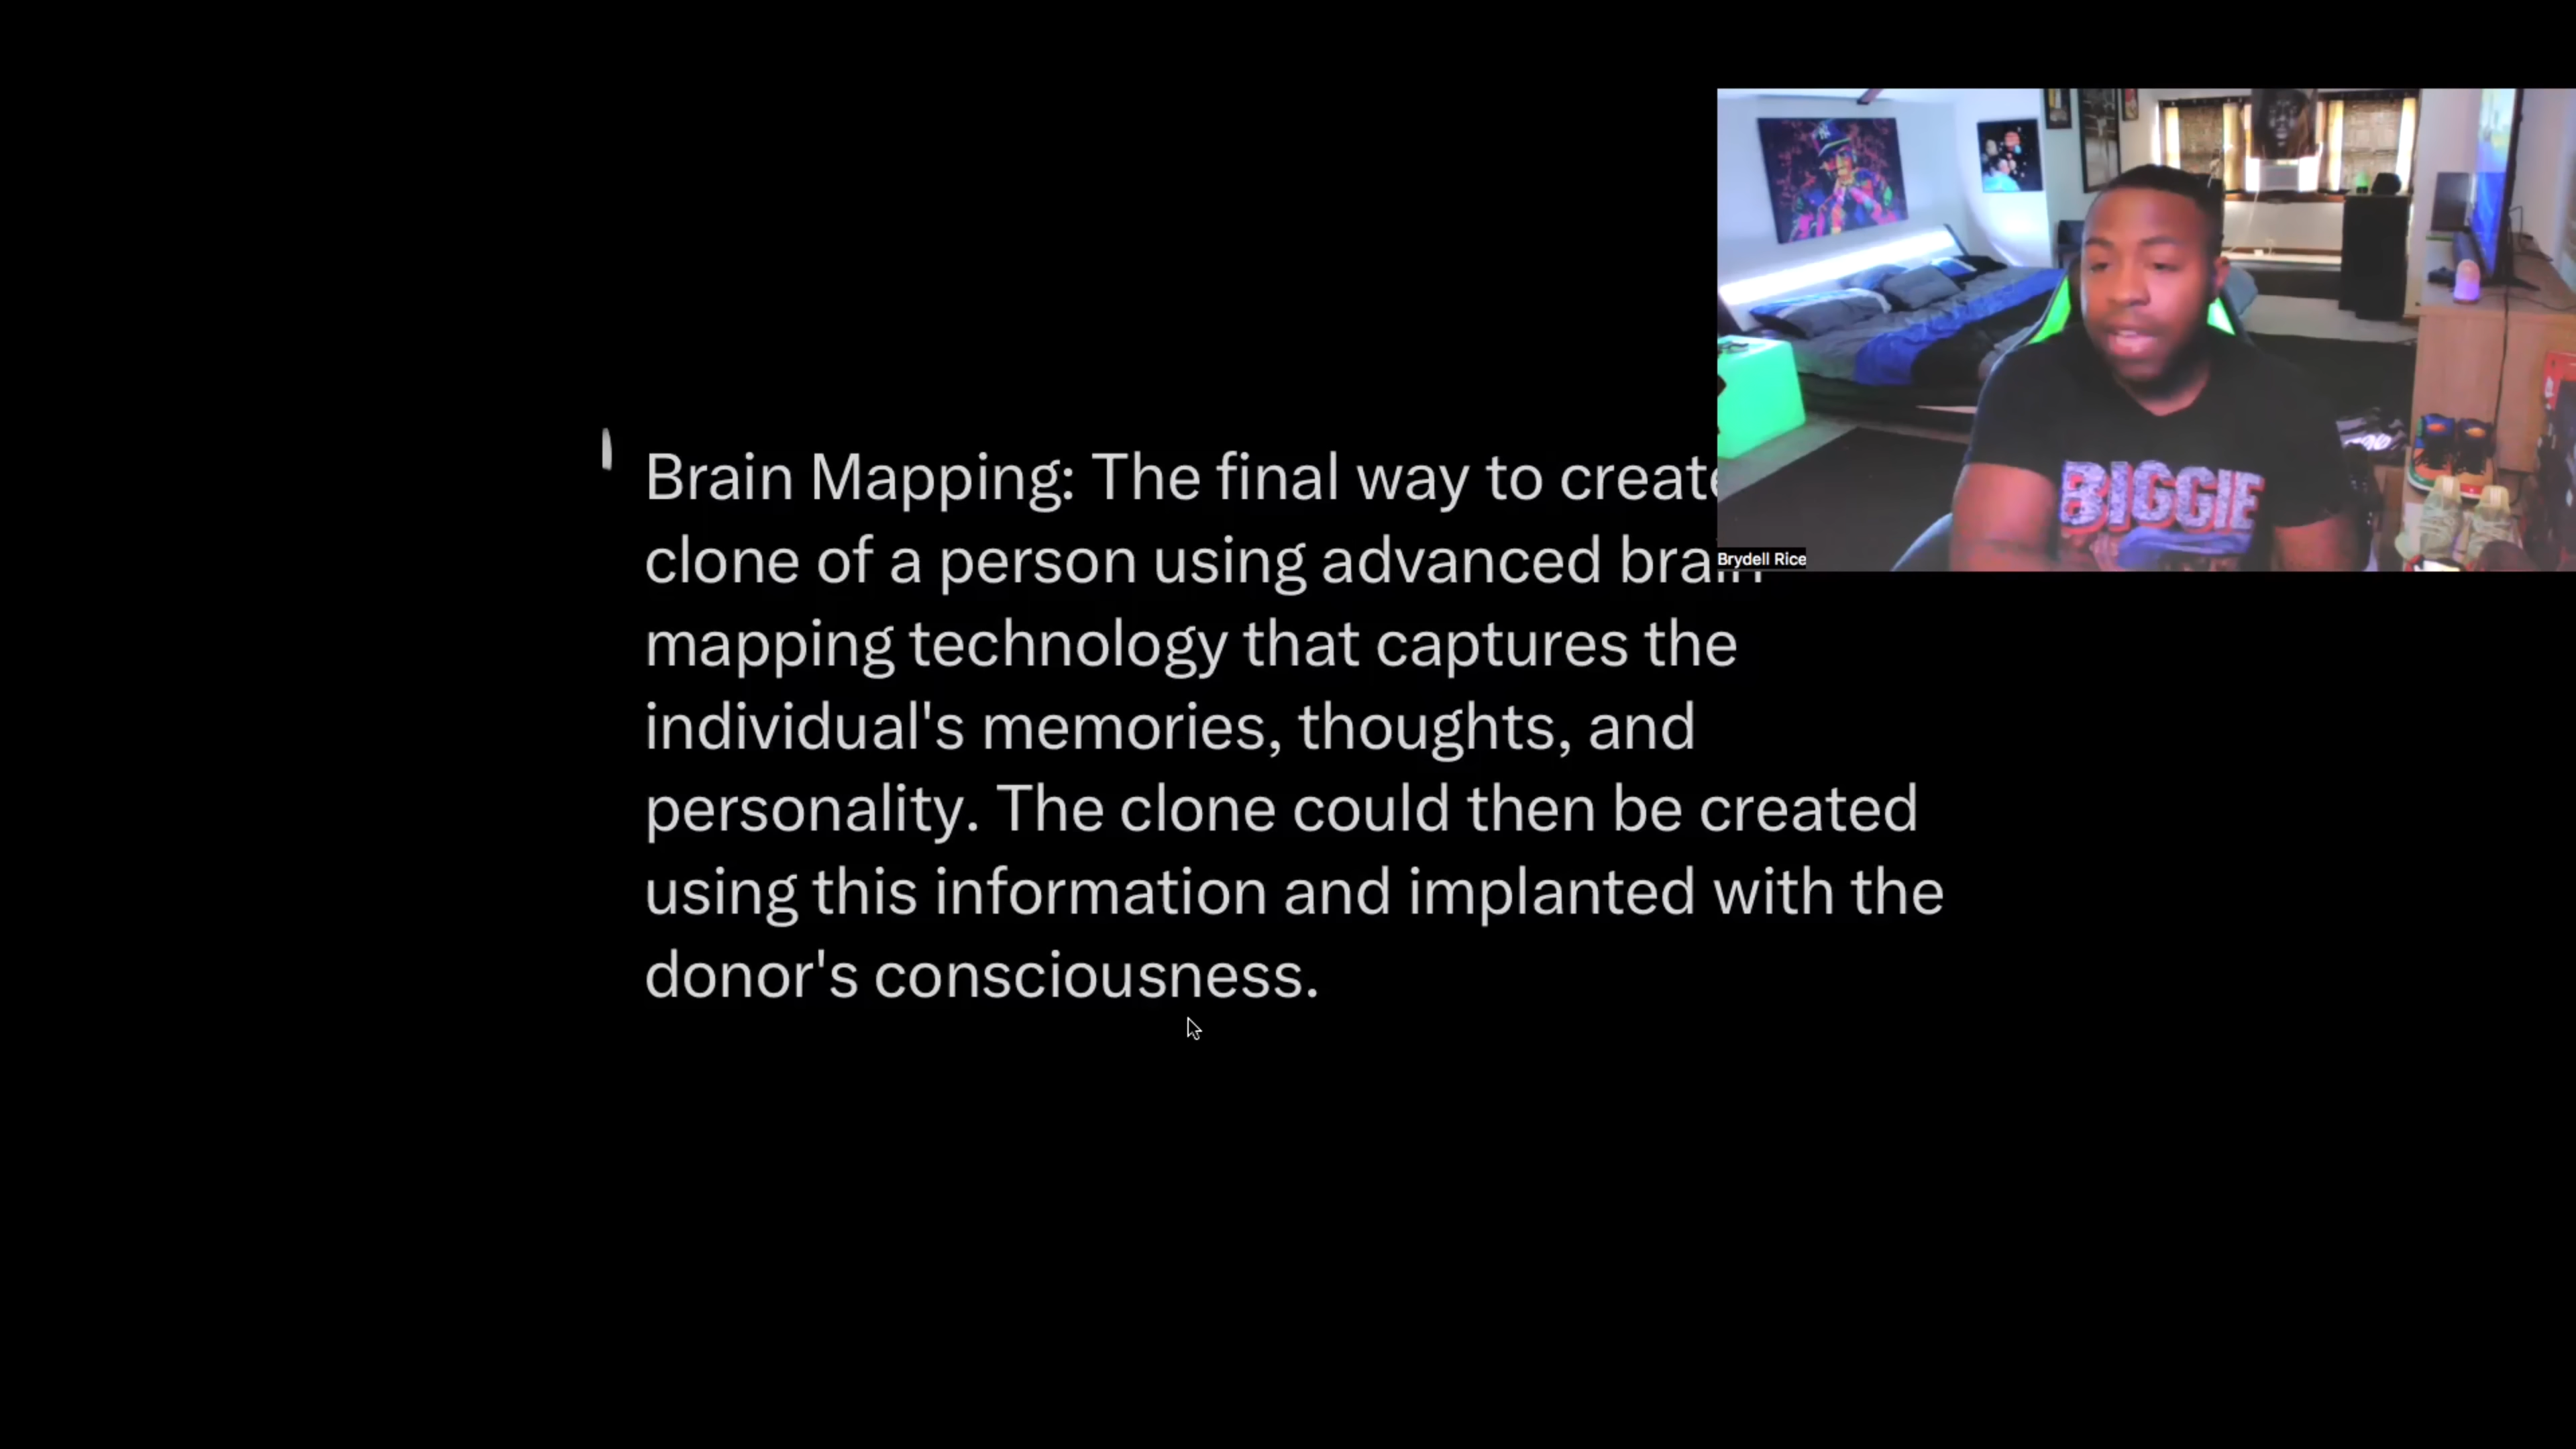 Brain Mapping: The final way to create
clone of a person using advanced brain
mapping technology that captures the
individual's memories, thoughts, and
personality. The clone could then be created
using this information and implanted with the
donor's consciousness.
BIGGIE
Brydell Rice